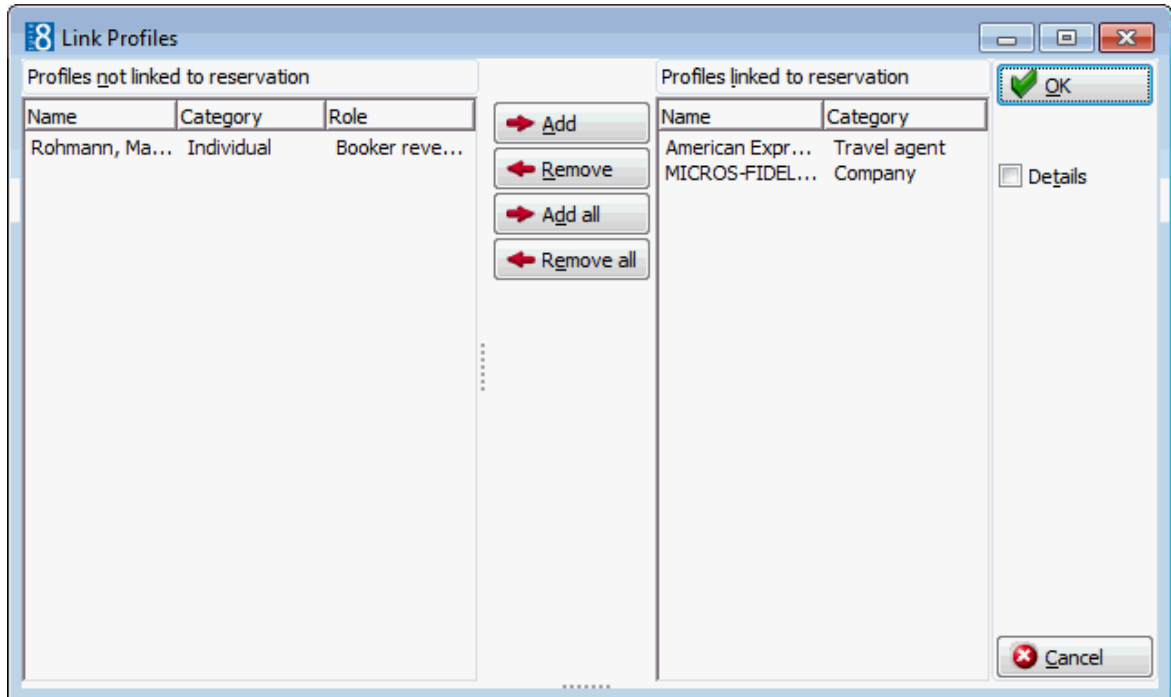 8 Link Profiles
Profiles not linked to reservation
Name Category Role
Rohmann, Ma... Individual Booker reve...
Add
Remove
Add all
Remove all
Profiles linked to reservation
Name Category
American Expr... Travel agent
MICROS-FIDEL... Company
OK
Details
Cancel